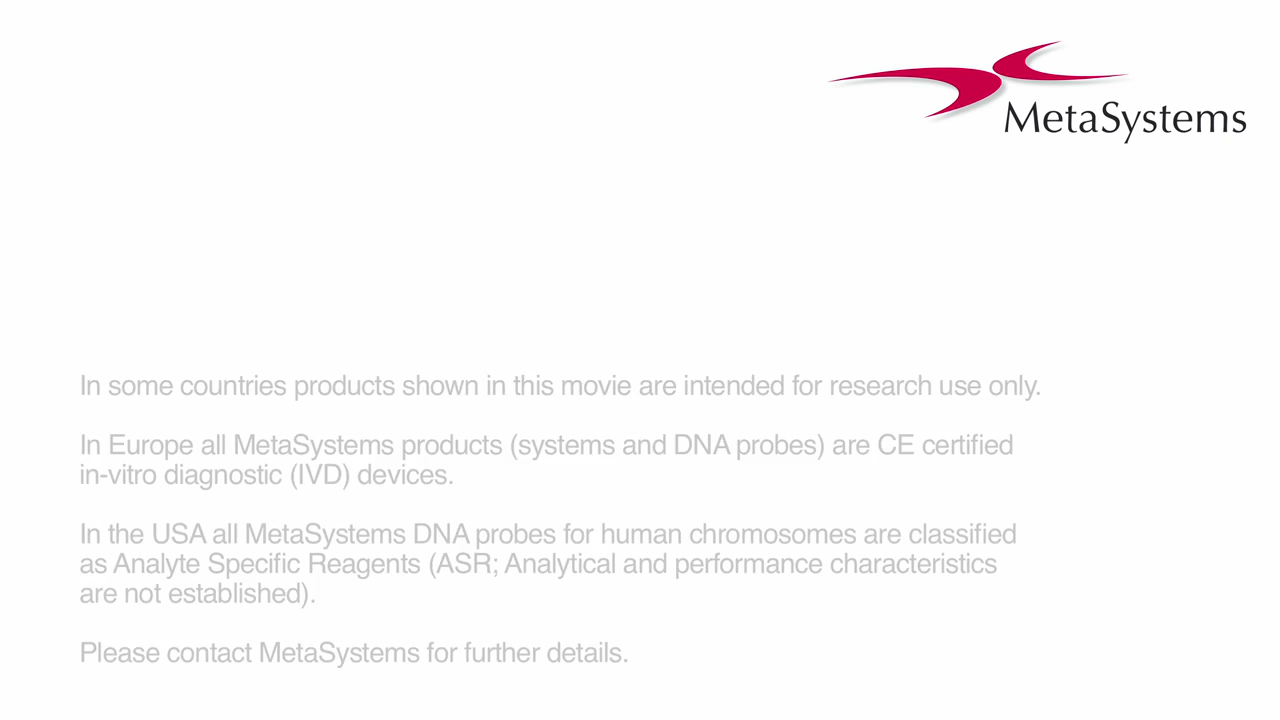 MetaSystems
In some countries products shown in this movie are intended for research use only.
In Europe all MetaSystems products (systems and DNA probes) are CE certified
in-vitro diagnostic (IVD) devices.
In the USA all MetaSystems DNA probes for human chromosomes are classified
as Analyte Specific Reagents (ASR; Analytical and performance characteristics
are not established).
Please contact MetaSystems for further details.